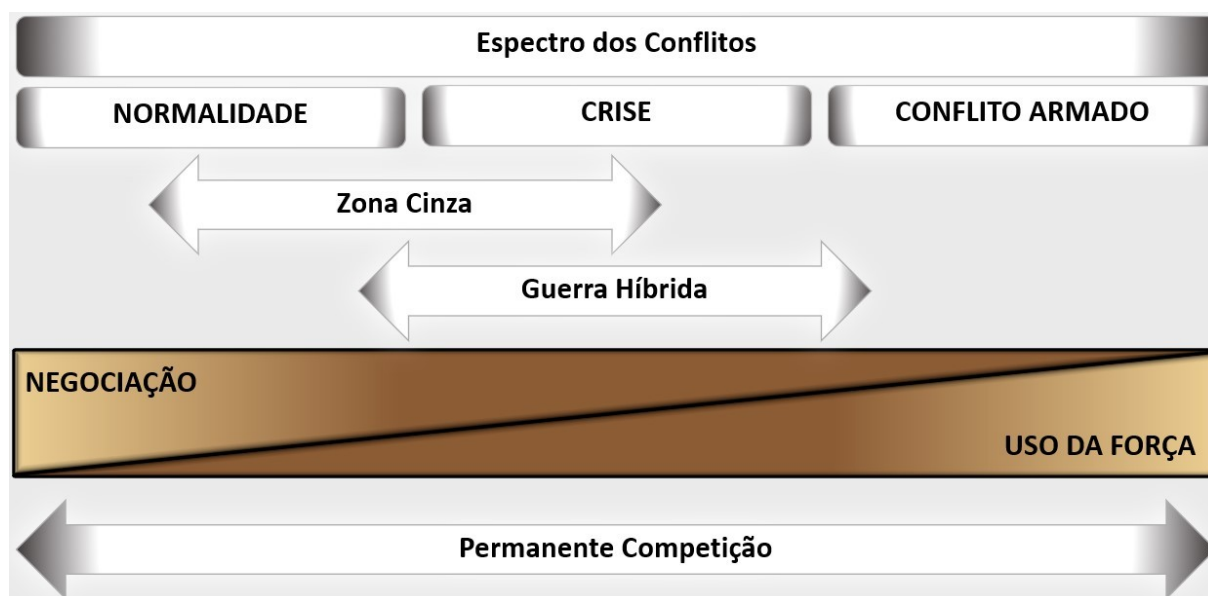 Espectro dos Conflitos
NORMALIDADE
CRISE
CONFLITO ARMADO
Zona Cinza
Guerra Híbrida
NEGOCIAÇÃO
USO DA FORÇA
Permanente Competição